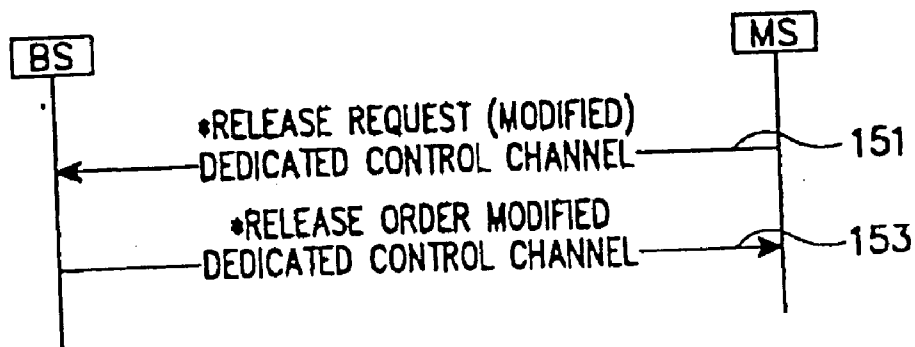 BS
MS
*RELEASE REQUEST (MODIFIED)
DEDICATED CONTROL CHANNEL
151
*RELEASE ORDER MODIFIED
DEDICATED CONTROL CHANNEL
153